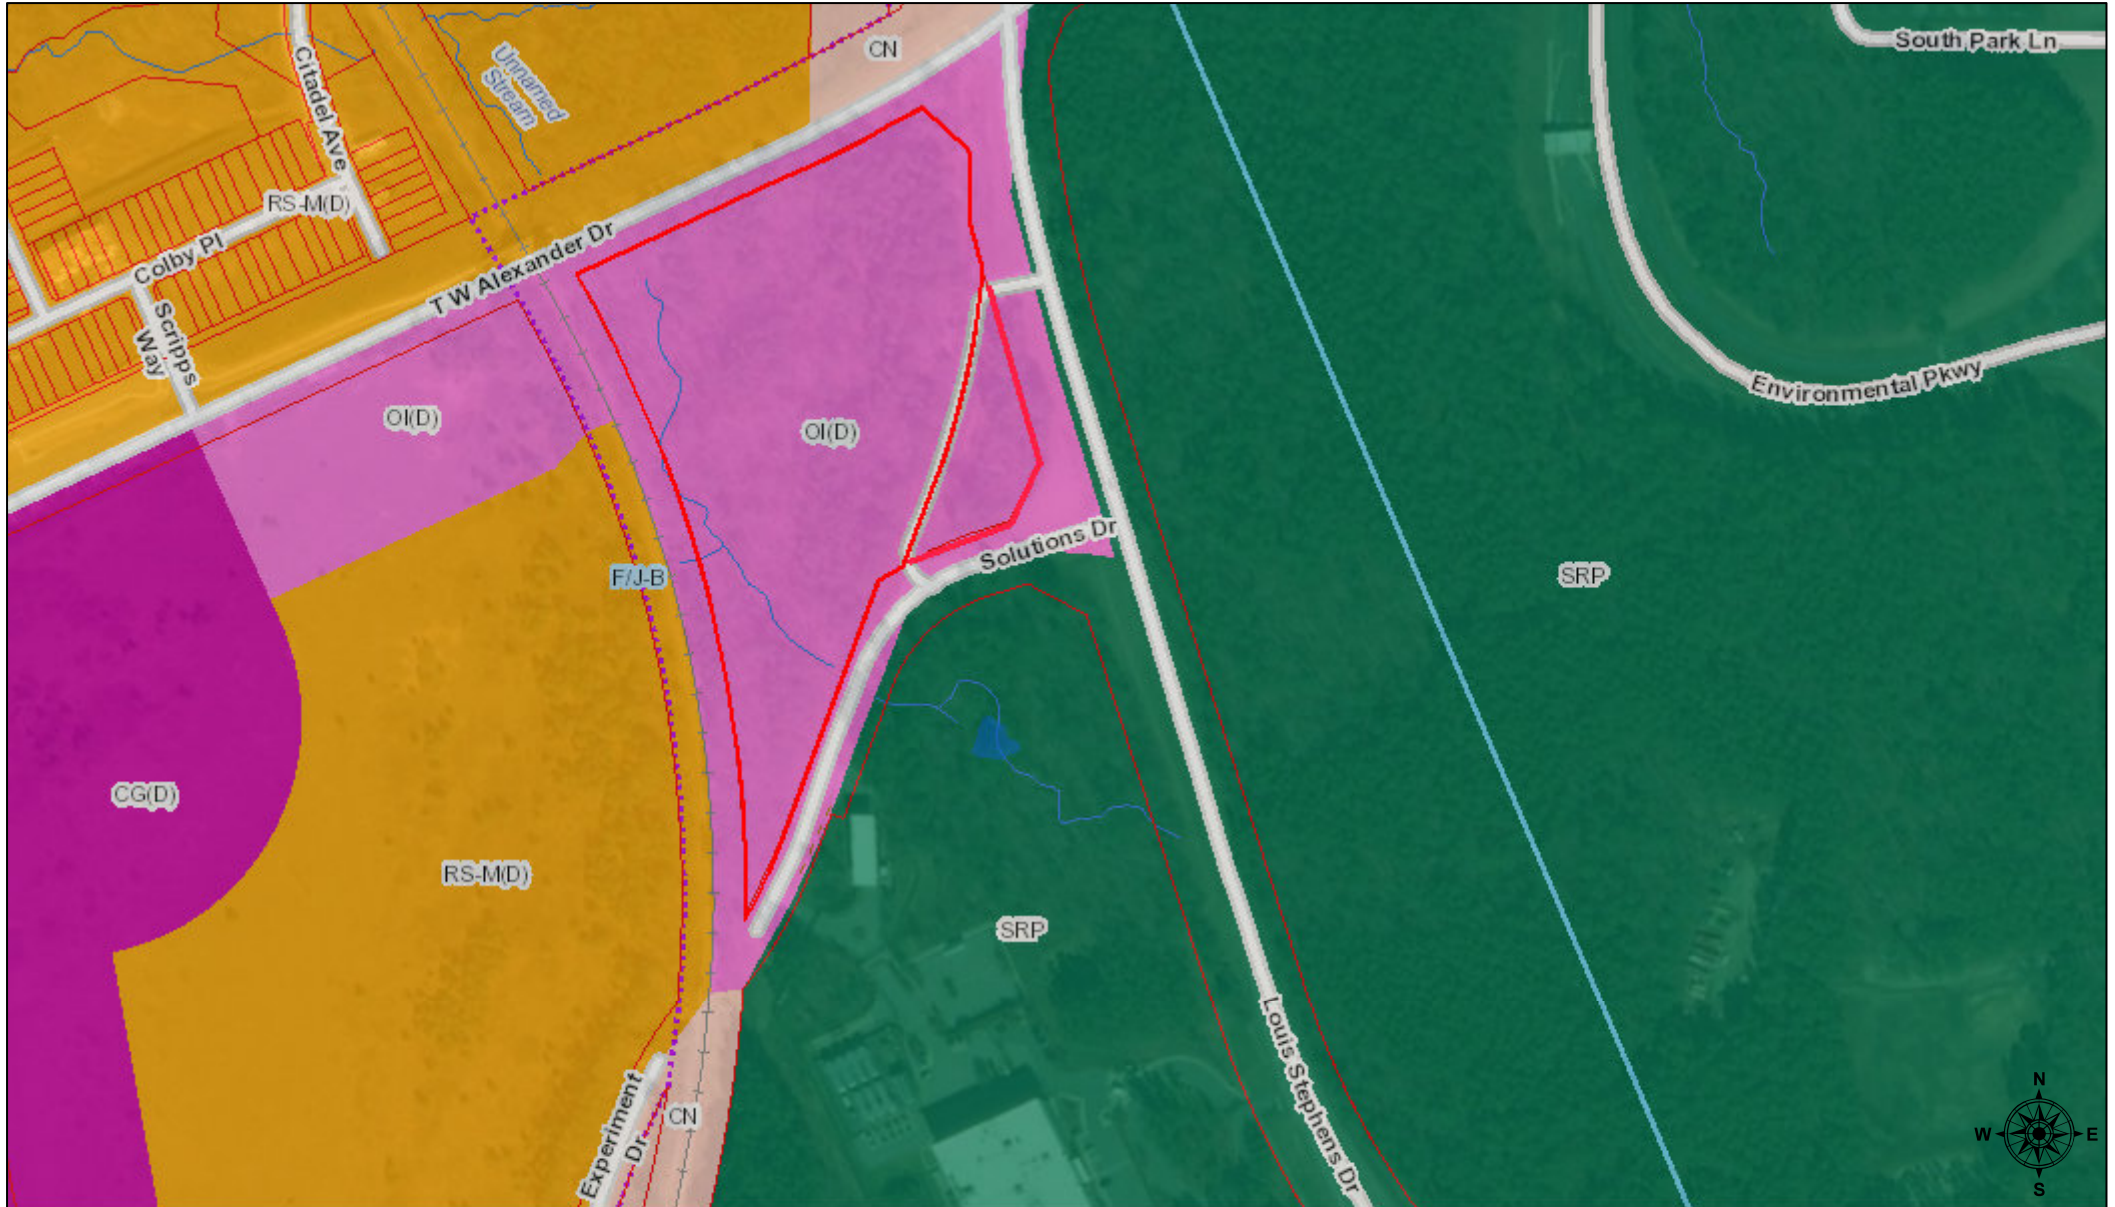 South Park Ln
CN
Citadel Ave
Unnamed
Stream
RS-M(D)
Colby Pl
T W Alexander Dr
Scripps
Way
Environmental Pkwy
OI(D)
OI(D)
Solutions Dr
F/J-B
SRP
CG(D)
RS-M(D)
SRP
Louis Stephens Dr
Experiment
Dr
CN
N
W E
S